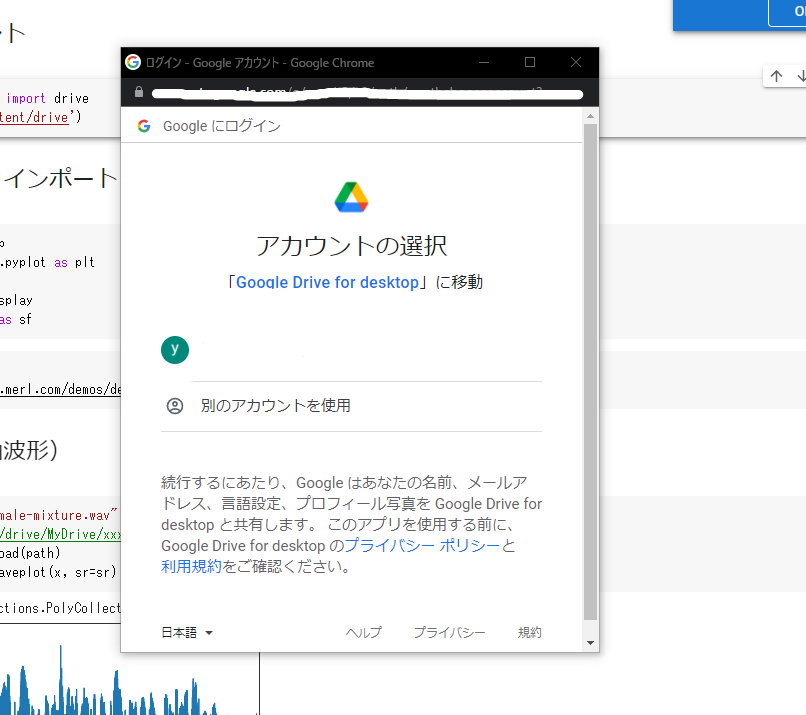 ト
ログイン - Google アカウント - Google Chrome
import drive
tent/drive')
Google にログイン
インポート
アカウントの選択
「Google Drive for desktop」に移動
.pyplot as plt
splay
as sf
y
.merl.com/demos/de
別のアカウントを使用
波形）
続行するにあたり、Google はあなたの名前、メールア
ドレス、言語設定、プロフィール写真を Google Drive for
desktop と共有します。 このアプリを使用する前に、
Google Drive for desktop のプライバシー ポリシーと
利用規約をご確認ください。
male-mixture.wav"
/drive/MyDrive/xxx
oad(path)
aveplot(x, sr=sr)
ctions.PolyCollect
日本語 ヘルプ プライバシー 規約